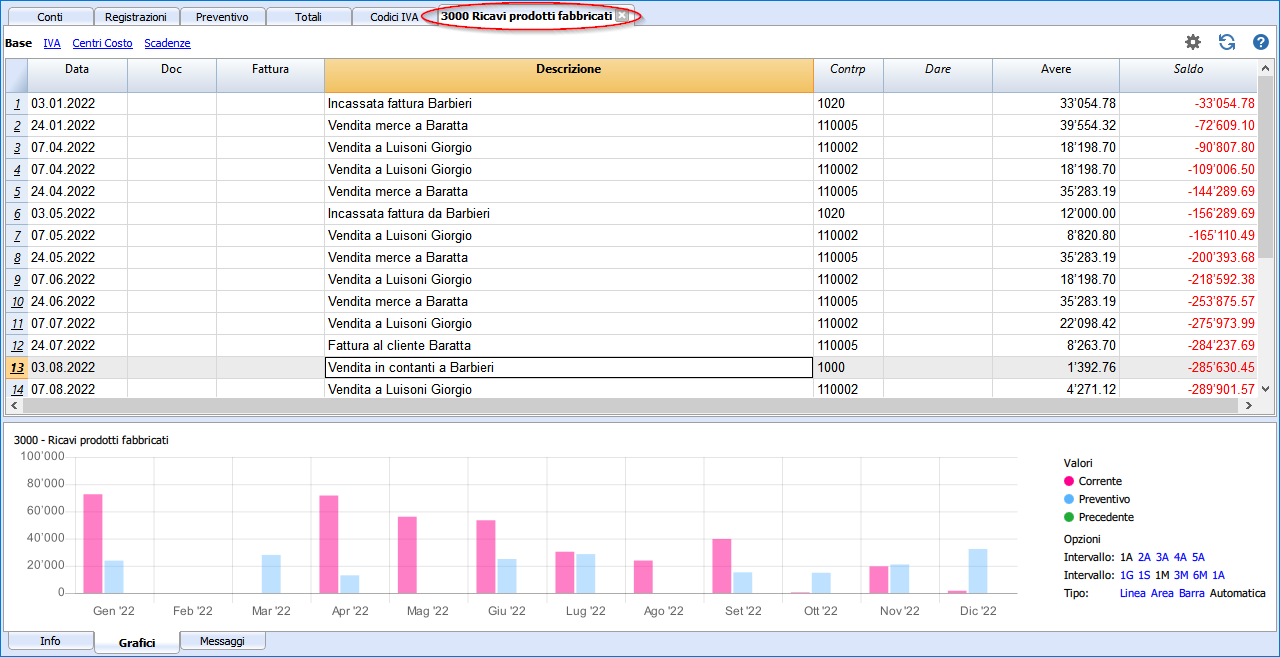 Conti Registrazioni Preventivo Totali Codici IVA 3000 Ricavi prodotti fabbricati
Base IVA Centri Costo Scadenze
Data Doc Fattura Descrizione Contrp Dare Avere Saldo
1 03.01.2022 Incassata fattura Barbieri 1020 33'054.78 -33'054.78
2 24.01.2022 Vendita merce a Baratta 110005 39'554.32 -72'609.10
3 07.04.2022 Vendita a Luisoni Giorgio 110002 18'198.70 -90'807.80
4 07.04.2022 Vendita a Luisoni Giorgio 110002 18'198.70 -109'006.50
5 24.04.2022 Vendita merce a Baratta 110005 35'283.19 -144'289.69
6 03.05.2022 Incassata fattura da Barbieri 1020 12'000.00 -156'289.69
7 07.05.2022 Vendita a Luisoni Giorgio 110002 8'820.80 -165'110.49
8 24.05.2022 Vendita merce a Baratta 110005 35'283.19 -200'393.68
9 07.06.2022 Vendita a Luisoni Giorgio 110002 18'198.70 -218'592.38
10 24.06.2022 Vendita merce a Baratta 110005 35'283.19 -253'875.57
11 07.07.2022 Vendita a Luisoni Giorgio 110002 22'098.42 -275'973.99
12 24.07.2022 Fattura al cliente Baratta 110005 8'263.70 -284'237.69
13 03.08.2022 Vendita in contanti a Barbieri 1000 1'392.76 -285'630.45
14 07.08.2022 Vendita a Luisoni Giorgio 110002 4'271.12 -289'901.57
3000 - Ricavi prodotti fabbricati
100'000
80'000
60'000
40'000
20'000
0
Gen '22 Feb '22 Mar '22 Apr '22 Mag '22 Giu '22 Lug '22 Ago '22 Set '22 Ott '22 Nov '22 Dic '22
Valori
Corrente
Preventivo
Precedente
Opzioni
Intervallo: 1A 2A 3A 4A 5A
Intervallo: 1G 1S 1M 3M 6M 1A
Tipo: Linea Area Barra Automatica
Info Grafici Messaggi